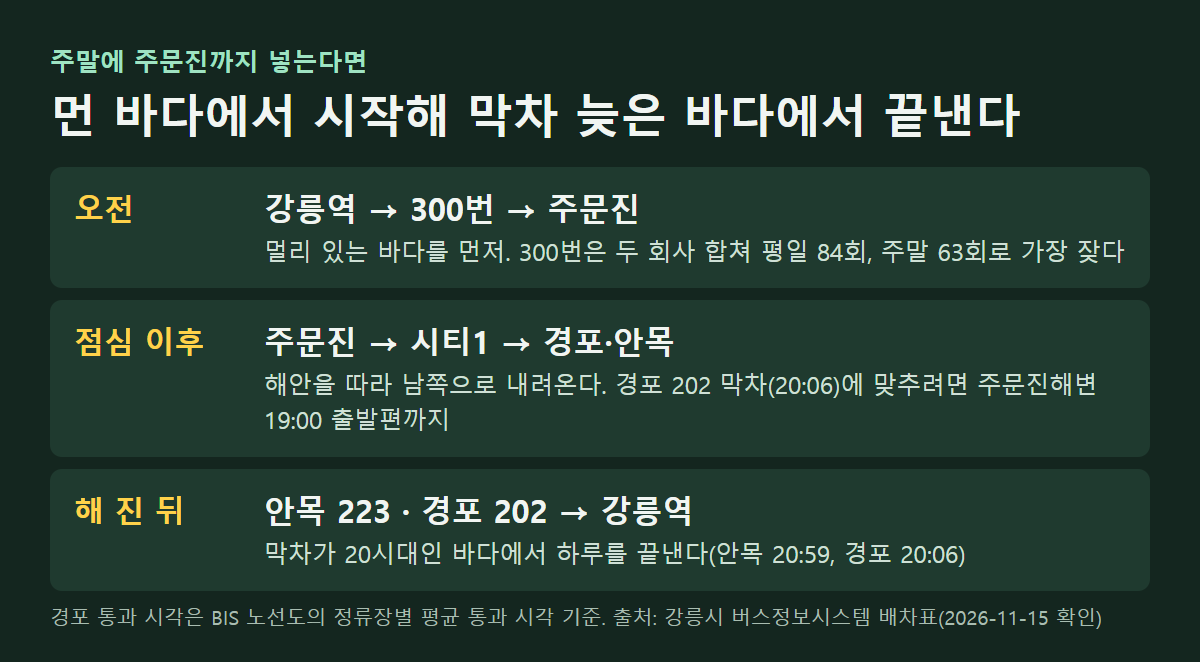 주말에 주문진까지 넣는다면
먼 바다에서 시작해 막차 늦은 바다에서 끝낸다
오전
강릉역 → 300번 → 주문진
멀리 있는 바다를 먼저. 300번은 두 회사 합쳐 평일 84회, 주말 63회로 가장 잦다
점심 이후
주문진 → 시티1 → 경포·안목
해안을 따라 남쪽으로 내려온다. 경포 202 막차(20:06)에 맞추려면 주문진해변
19:00 출발편까지
해 진 뒤
안목 223 · 경포 202 → 강릉역
막차가 20시대인 바다에서 하루를 끝낸다(안목 20:59, 경포 20:06)
경포 통과 시각은 BIS 노선도의 정류장별 평균 통과 시각 기준. 출처: 강릉시 버스정보시스템 배차표(2026-11-15 확인)